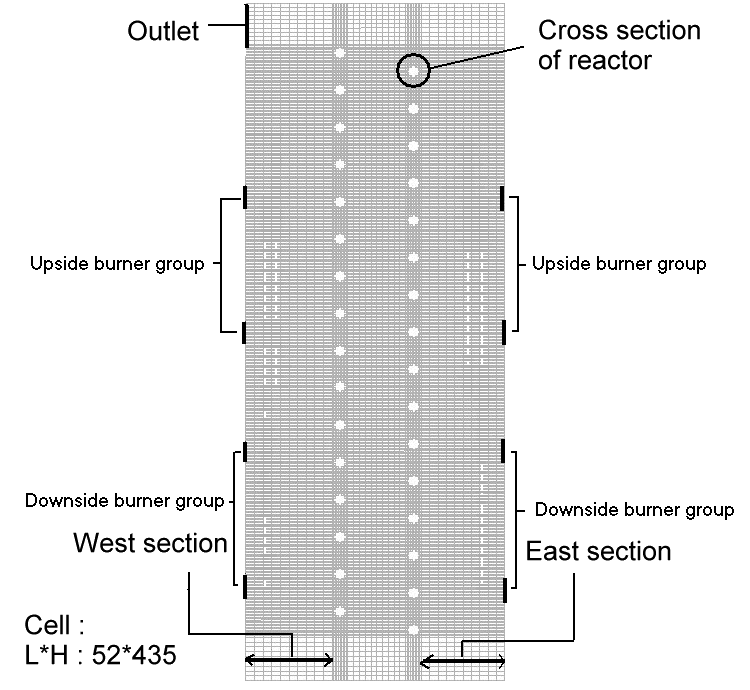 Outlet
Cross section
of reactor
Upside burner group
Upside burner group
Downside burner group
Downside burner group
West section
East section
Cell :
L*H : 52*435